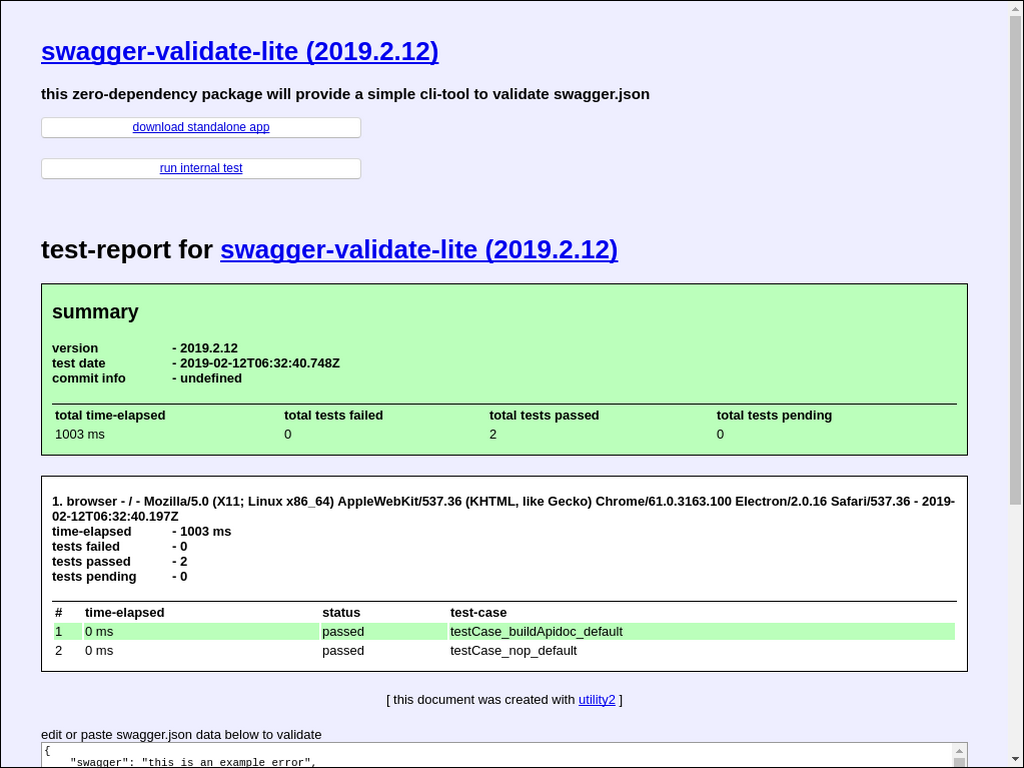 swagger-validate-lite (2019.2.12)
this zero-dependency package will provide a simple cli-tool to validate swagger.json
download standalone app
run internal test
test-report for swagger-validate-lite (2019.2.12)
summary
version - 2019.2.12
test date - 2019-02-12T06:32:40.748Z
commit info - undefined
total time-elapsed total tests failed total tests passed total tests pending
1003 ms 0 2 0
1. browser - / - Mozilla/5.0 (X11; Linux x86_64) AppleWebKit/537.36 (KHTML, like Gecko) Chrome/61.0.3163.100 Electron/2.0.16 Safari/537.36 - 2019-
02-12T06:32:40.197Z
time-elapsed - 1003 ms
tests failed - 0
tests passed - 2
tests pending - 0
# time-elapsed status test-case
1 0 ms passed testCase_buildApidoc_default
2 0 ms passed testCase_nop_default
[ this document was created with utility2 ]
edit or paste swagger.json data below to validate
{
"swagger": "this is an example error",